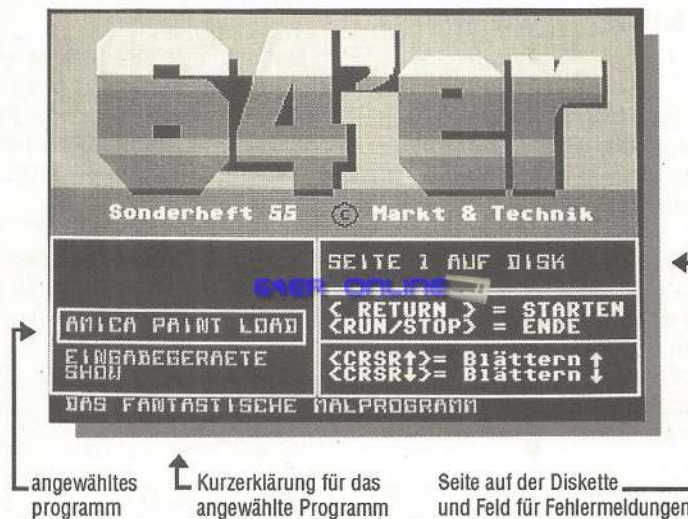 64'er
Sonderheft 55 © Markt & Technik
SEITE 1 AUF DISK
64ER ONLINE
< RETURN > = STARTEN
<RUN/STOP> = ENDE
AMICA PAINT LOAD
EINGABEGERAETE
SHOW
<CRSR↑>= Blättern ↑
<CRSR↓>= Blättern ↓
DAS FANTASTISCHE MALPROGRAMM
angewähltes
programm
Kurzerklärung für das
angewählte Programm
Seite auf der Diskette
und Feld für Fehlermeldungen